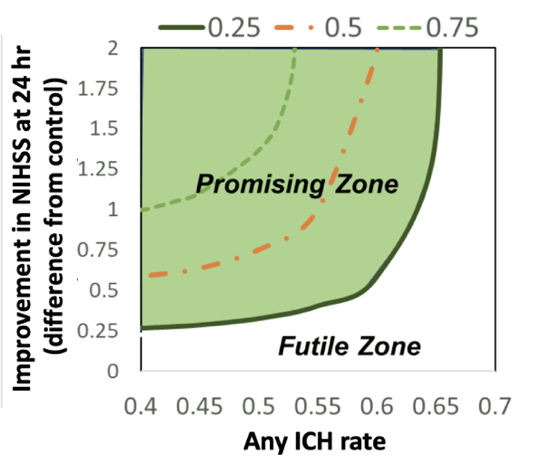 0.25 0.5 0.75
Improvement in NIHSS at 24 hr
(difference from control)
2
1.75
1.5
1.25
1
0.75
0.5
0.25
0
Promising Zone
Futile Zone
0.4 0.45 0.5 0.55 0.6 0.65 0.7
Any ICH rate